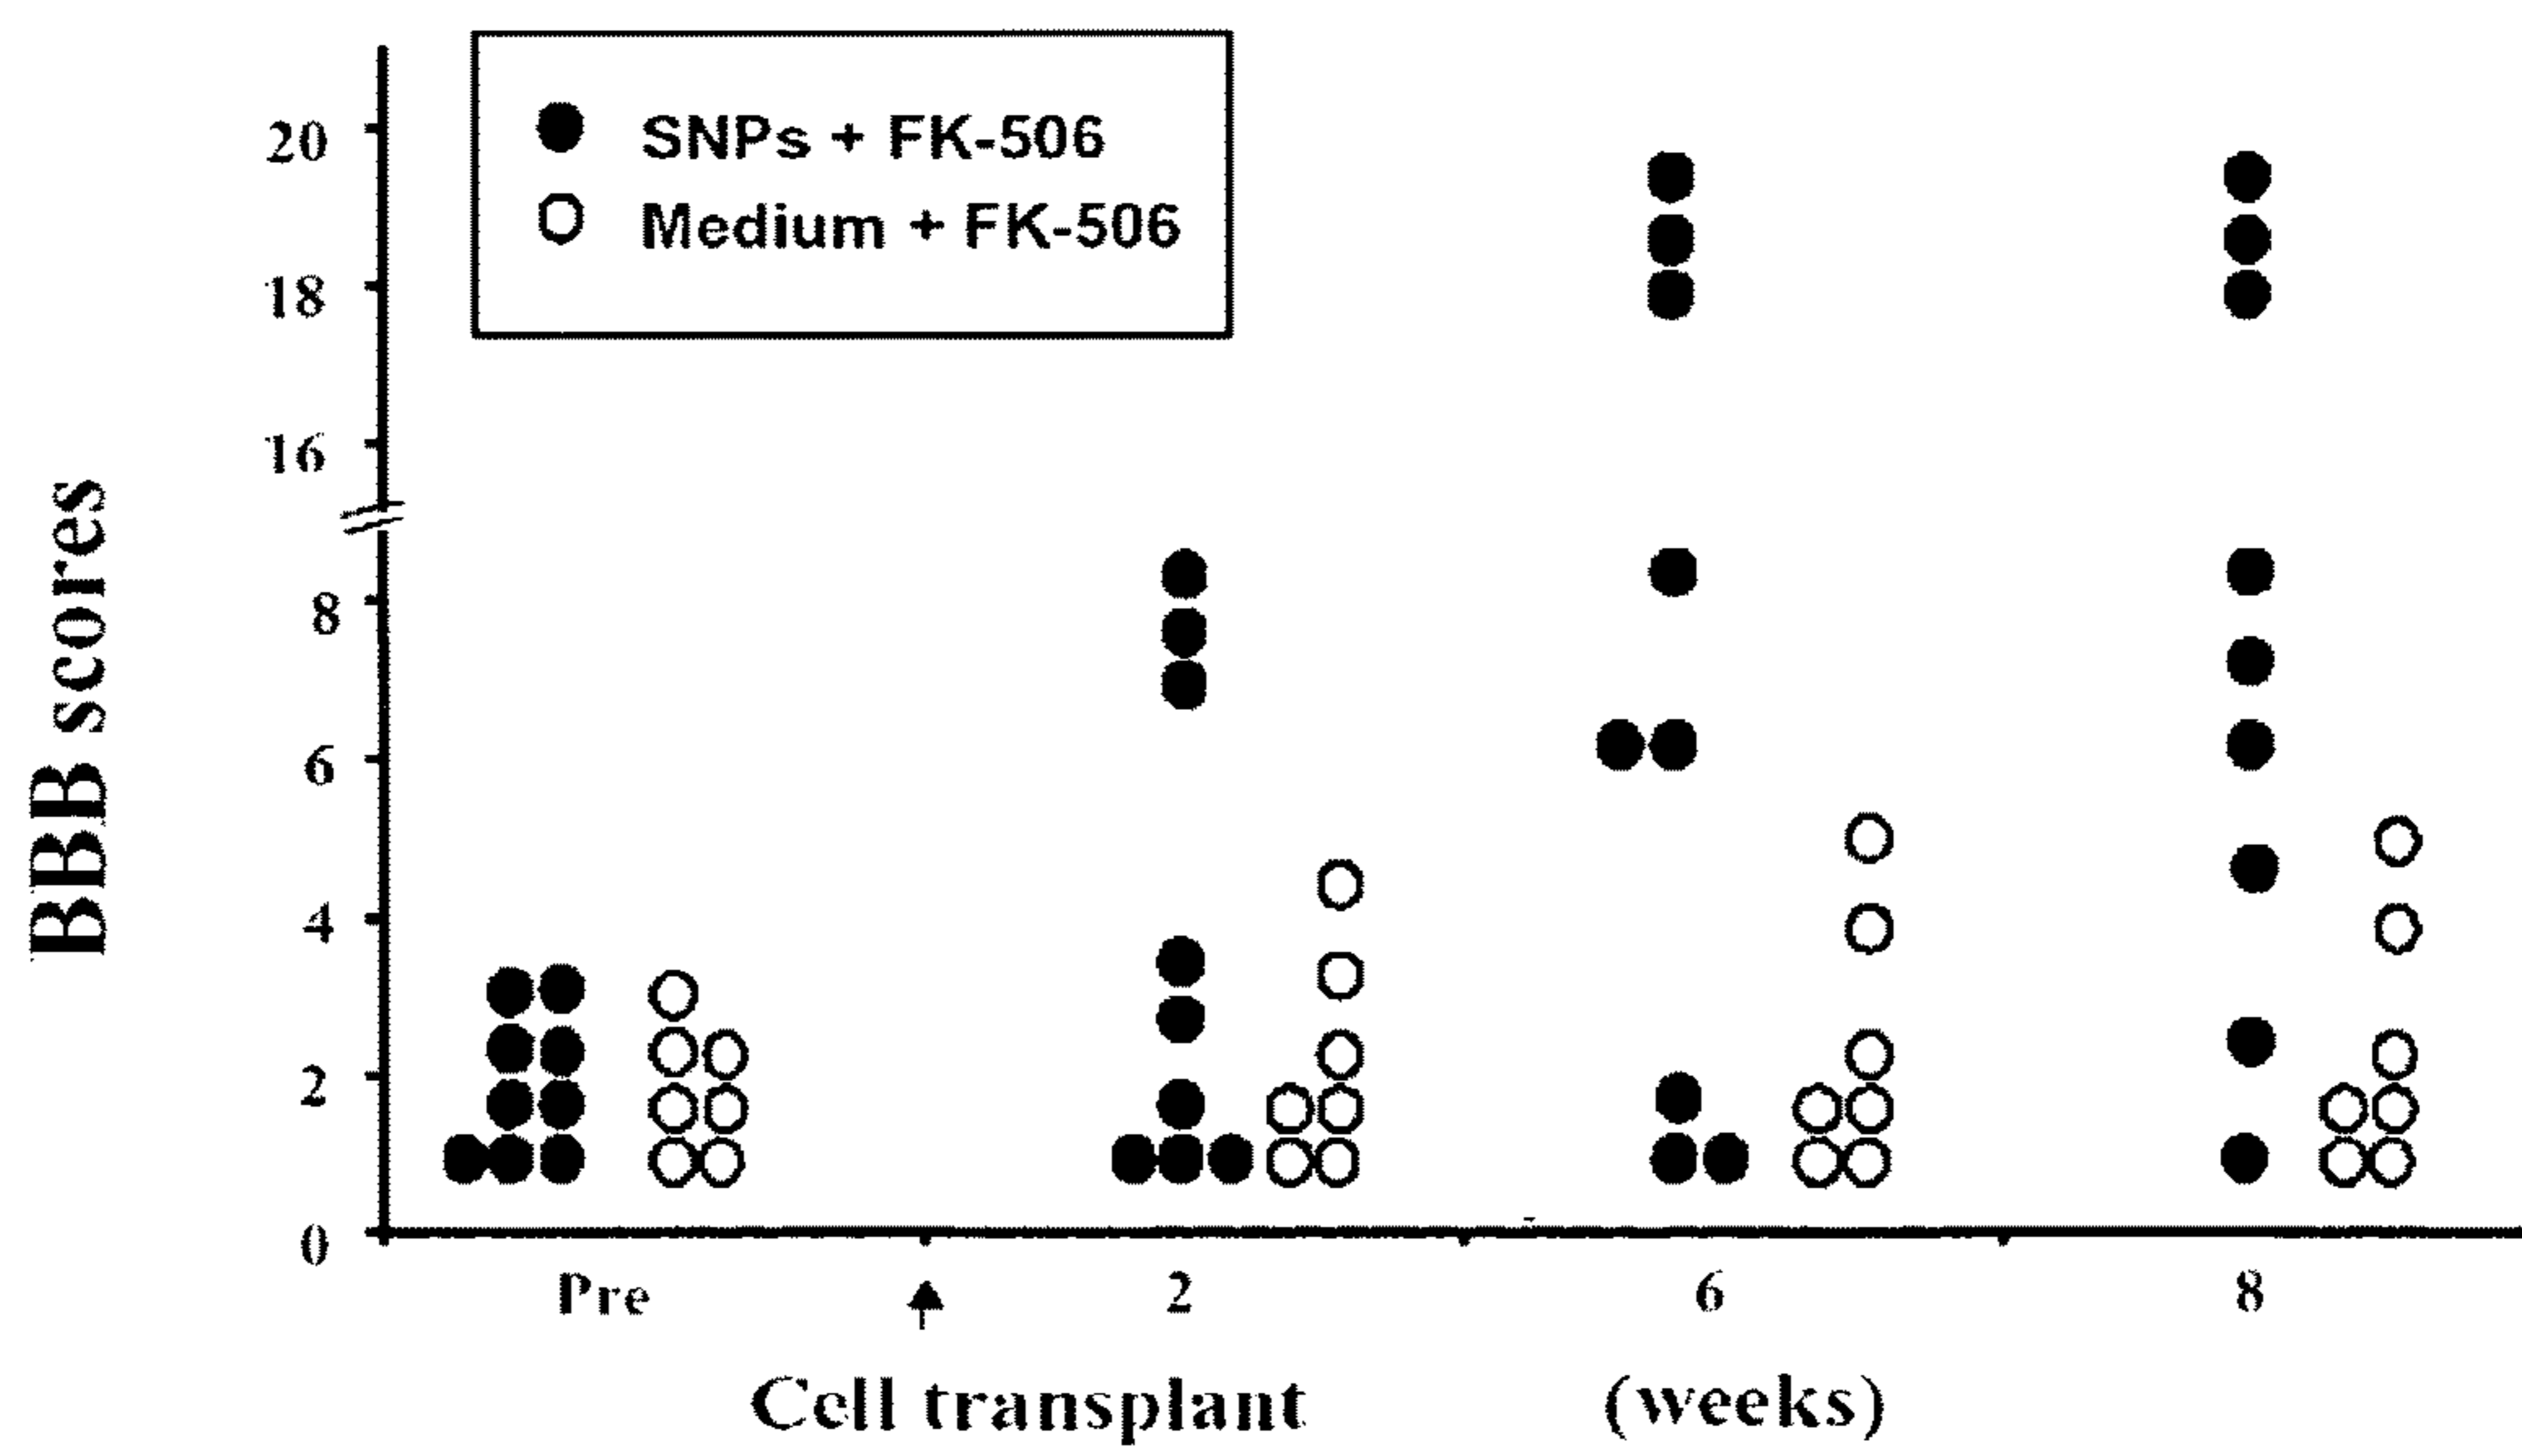 SNPs + FK-506
Medium + FK-506
BBB scores
20
18
16
8
6
4
2
0
Pre 2 6 8
Cell transplant (weeks)